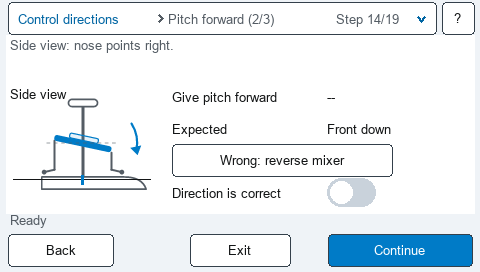 Control directions > Pitch forward (2/3) Step 14/19 ?
Side view: nose points right.
Side view
Give pitch forward --
Expected Front down
Wrong: reverse mixer
Direction is correct
Ready
Back Exit Continue